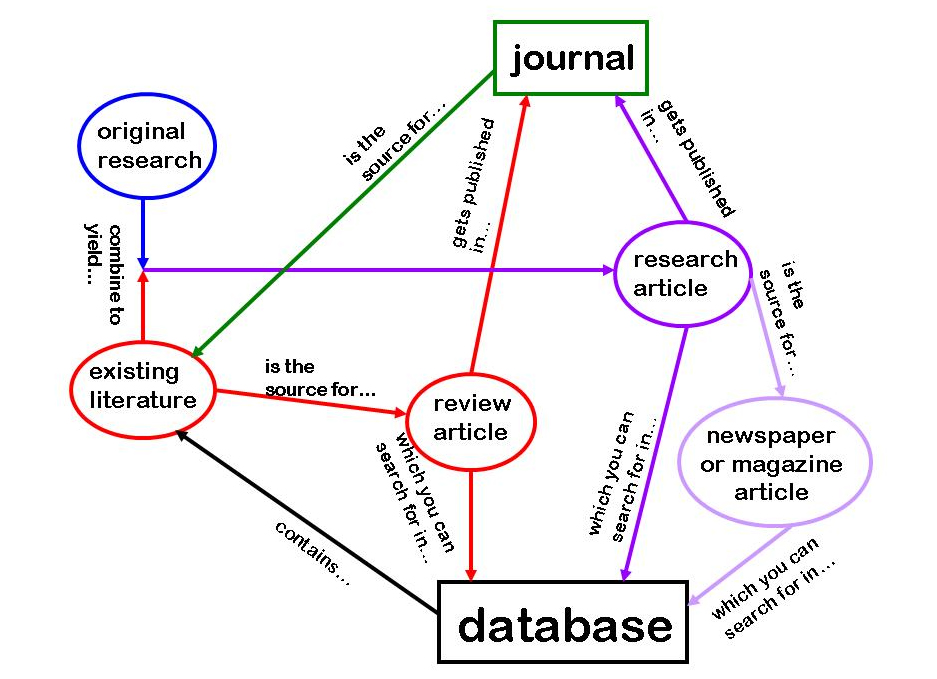 journal
is the
source for...
gets published
in...
gets published
in...
original
research
combine to
yield...
research
article
is the
source for...
existing
literature
is the
source for...
review
article
newspaper
or magazine
article
which you can
search for in...
which you can
search for in...
which you can
search for in...
contains...
database